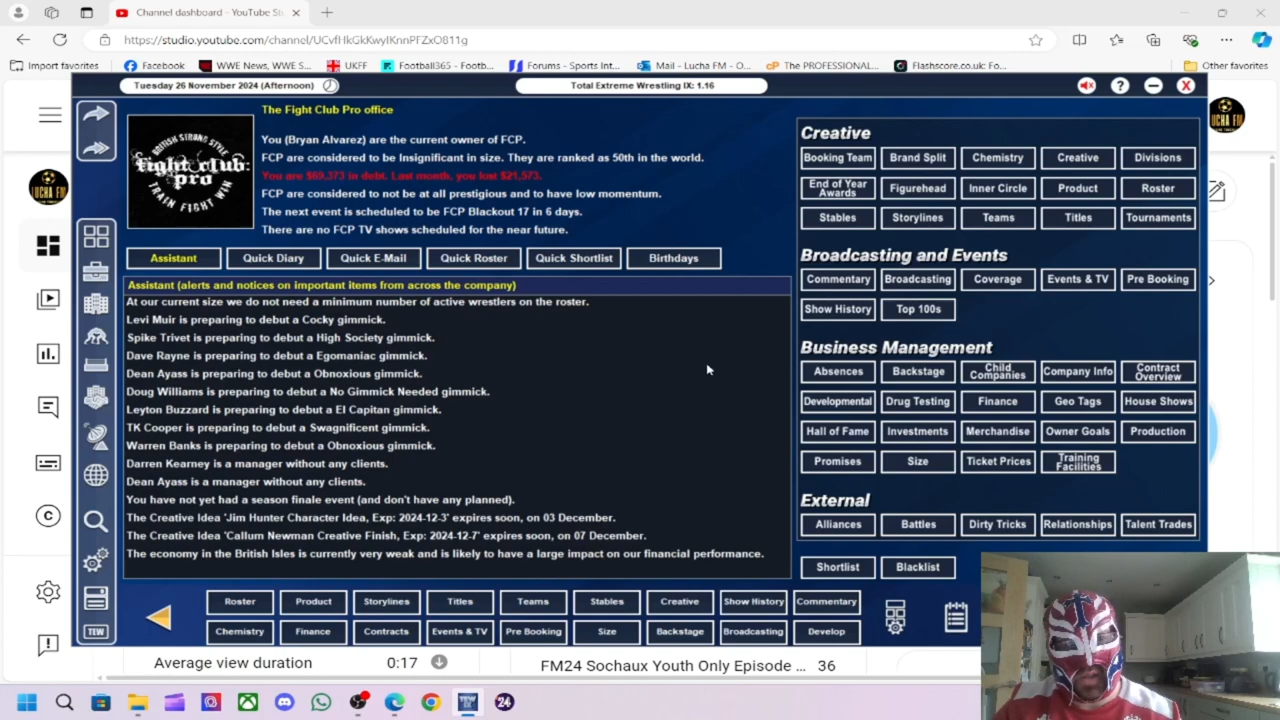 Channel dashboard - YouTube St
https://studio.youtube.com/channel/UCvfHkGkKwyIKnnPFZxO811g
Import favorites
Facebook
WWE News, WWE S...
UKFF
Football365 - Footb...
Forums - Sports Int...
Mail - Lucha FM - O...
The PROFESSIONAL...
Flashscore.co.uk: Fo...
Other favorites
Tuesday 26 November 2024 (Afternoon)
Total Extreme Wrestling IX: 1.16
The Fight Club Pro office
BRITISH STRONG STYLE
fight club:
pro
TRAIN FIGHT WIN
You (Bryan Alvarez) are the current owner of FCP.
FCP are considered to be Insignificant in size. They are ranked as 50th in the world.
You are $69,373 in debt. Last month, you lost $21,573.
FCP are considered to not be at all prestigious and to have low momentum.
The next event is scheduled to be FCP Blackout 17 in 6 days.
There are no FCP TV shows scheduled for the near future.
Assistant
Quick Diary
Quick E-Mail
Quick Roster
Quick Shortlist
Birthdays
Assistant (alerts and notices on important items from across the company)
At our current size we do not need a minimum number of active wrestlers on the roster.
Levi Muir is preparing to debut a Cocky gimmick.
Spike Trivet is preparing to debut a High Society gimmick.
Dave Rayne is preparing to debut a Egomaniac gimmick.
Dean Ayass is preparing to debut a Obnoxious gimmick.
Doug Williams is preparing to debut a No Gimmick Needed gimmick.
Leyton Buzzard is preparing to debut a El Capitan gimmick.
TK Cooper is preparing to debut a Swagnificent gimmick.
Warren Banks is preparing to debut a Obnoxious gimmick.
Darren Kearney is a manager without any clients.
Dean Ayass is a manager without any clients.
You have not yet had a season finale event (and don't have any planned).
The Creative Idea 'Jim Hunter Character Idea, Exp: 2024-12-3' expires soon, on 03 December.
The Creative Idea 'Callum Newman Creative Finish, Exp: 2024-12-7' expires soon, on 07 December.
The economy in the British Isles is currently very weak and is likely to have a large impact on our financial performance.
Creative
Booking Team
Brand Split
Chemistry
Creative
Divisions
End of Year
Awards
Figurehead
Inner Circle
Product
Roster
Stables
Storylines
Teams
Titles
Tournaments
Broadcasting and Events
Commentary
Broadcasting
Coverage
Events & TV
Pre Booking
Show History
Top 100s
Business Management
Absences
Backstage
Child
Companies
Company Info
Contract
Overview
Developmental
Drug Testing
Finance
Geo Tags
House Shows
Hall of Fame
Investments
Merchandise
Owner Goals
Production
Promises
Size
Ticket Prices
Training
Facilities
External
Alliances
Battles
Dirty Tricks
Relationships
Talent Trades
Shortlist
Blacklist
Roster
Product
Storylines
Titles
Teams
Stables
Creative
Show History
Commentary
Chemistry
Finance
Contracts
Events & TV
Pre Booking
Size
Backstage
Broadcasting
Develop
TEW
Average view duration
0:17
FM24 Sochaux Youth Only Episode ...
36
LUCHA FM
UCHA FM
24